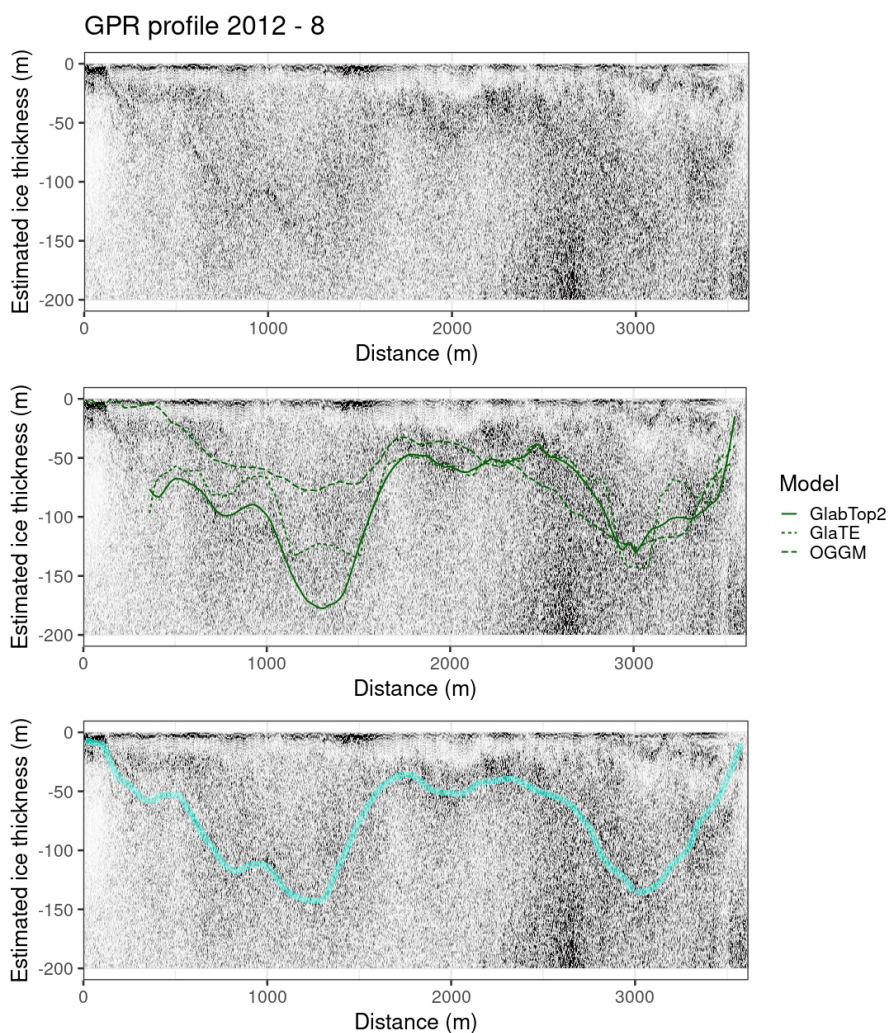 GPR profile 2012 - 8
Estimated ice thickness (m)
0
-50
-100
-150
-200
0 1000 2000 3000
Distance (m)
Estimated ice thickness (m)
0
-50
-100
-150
-200
0 1000 2000 3000
Distance (m)
Model
GlabTop2
GlaTE
OGGM
Estimated ice thickness (m)
0
-50
-100
-150
-200
0 1000 2000 3000
Distance (m)